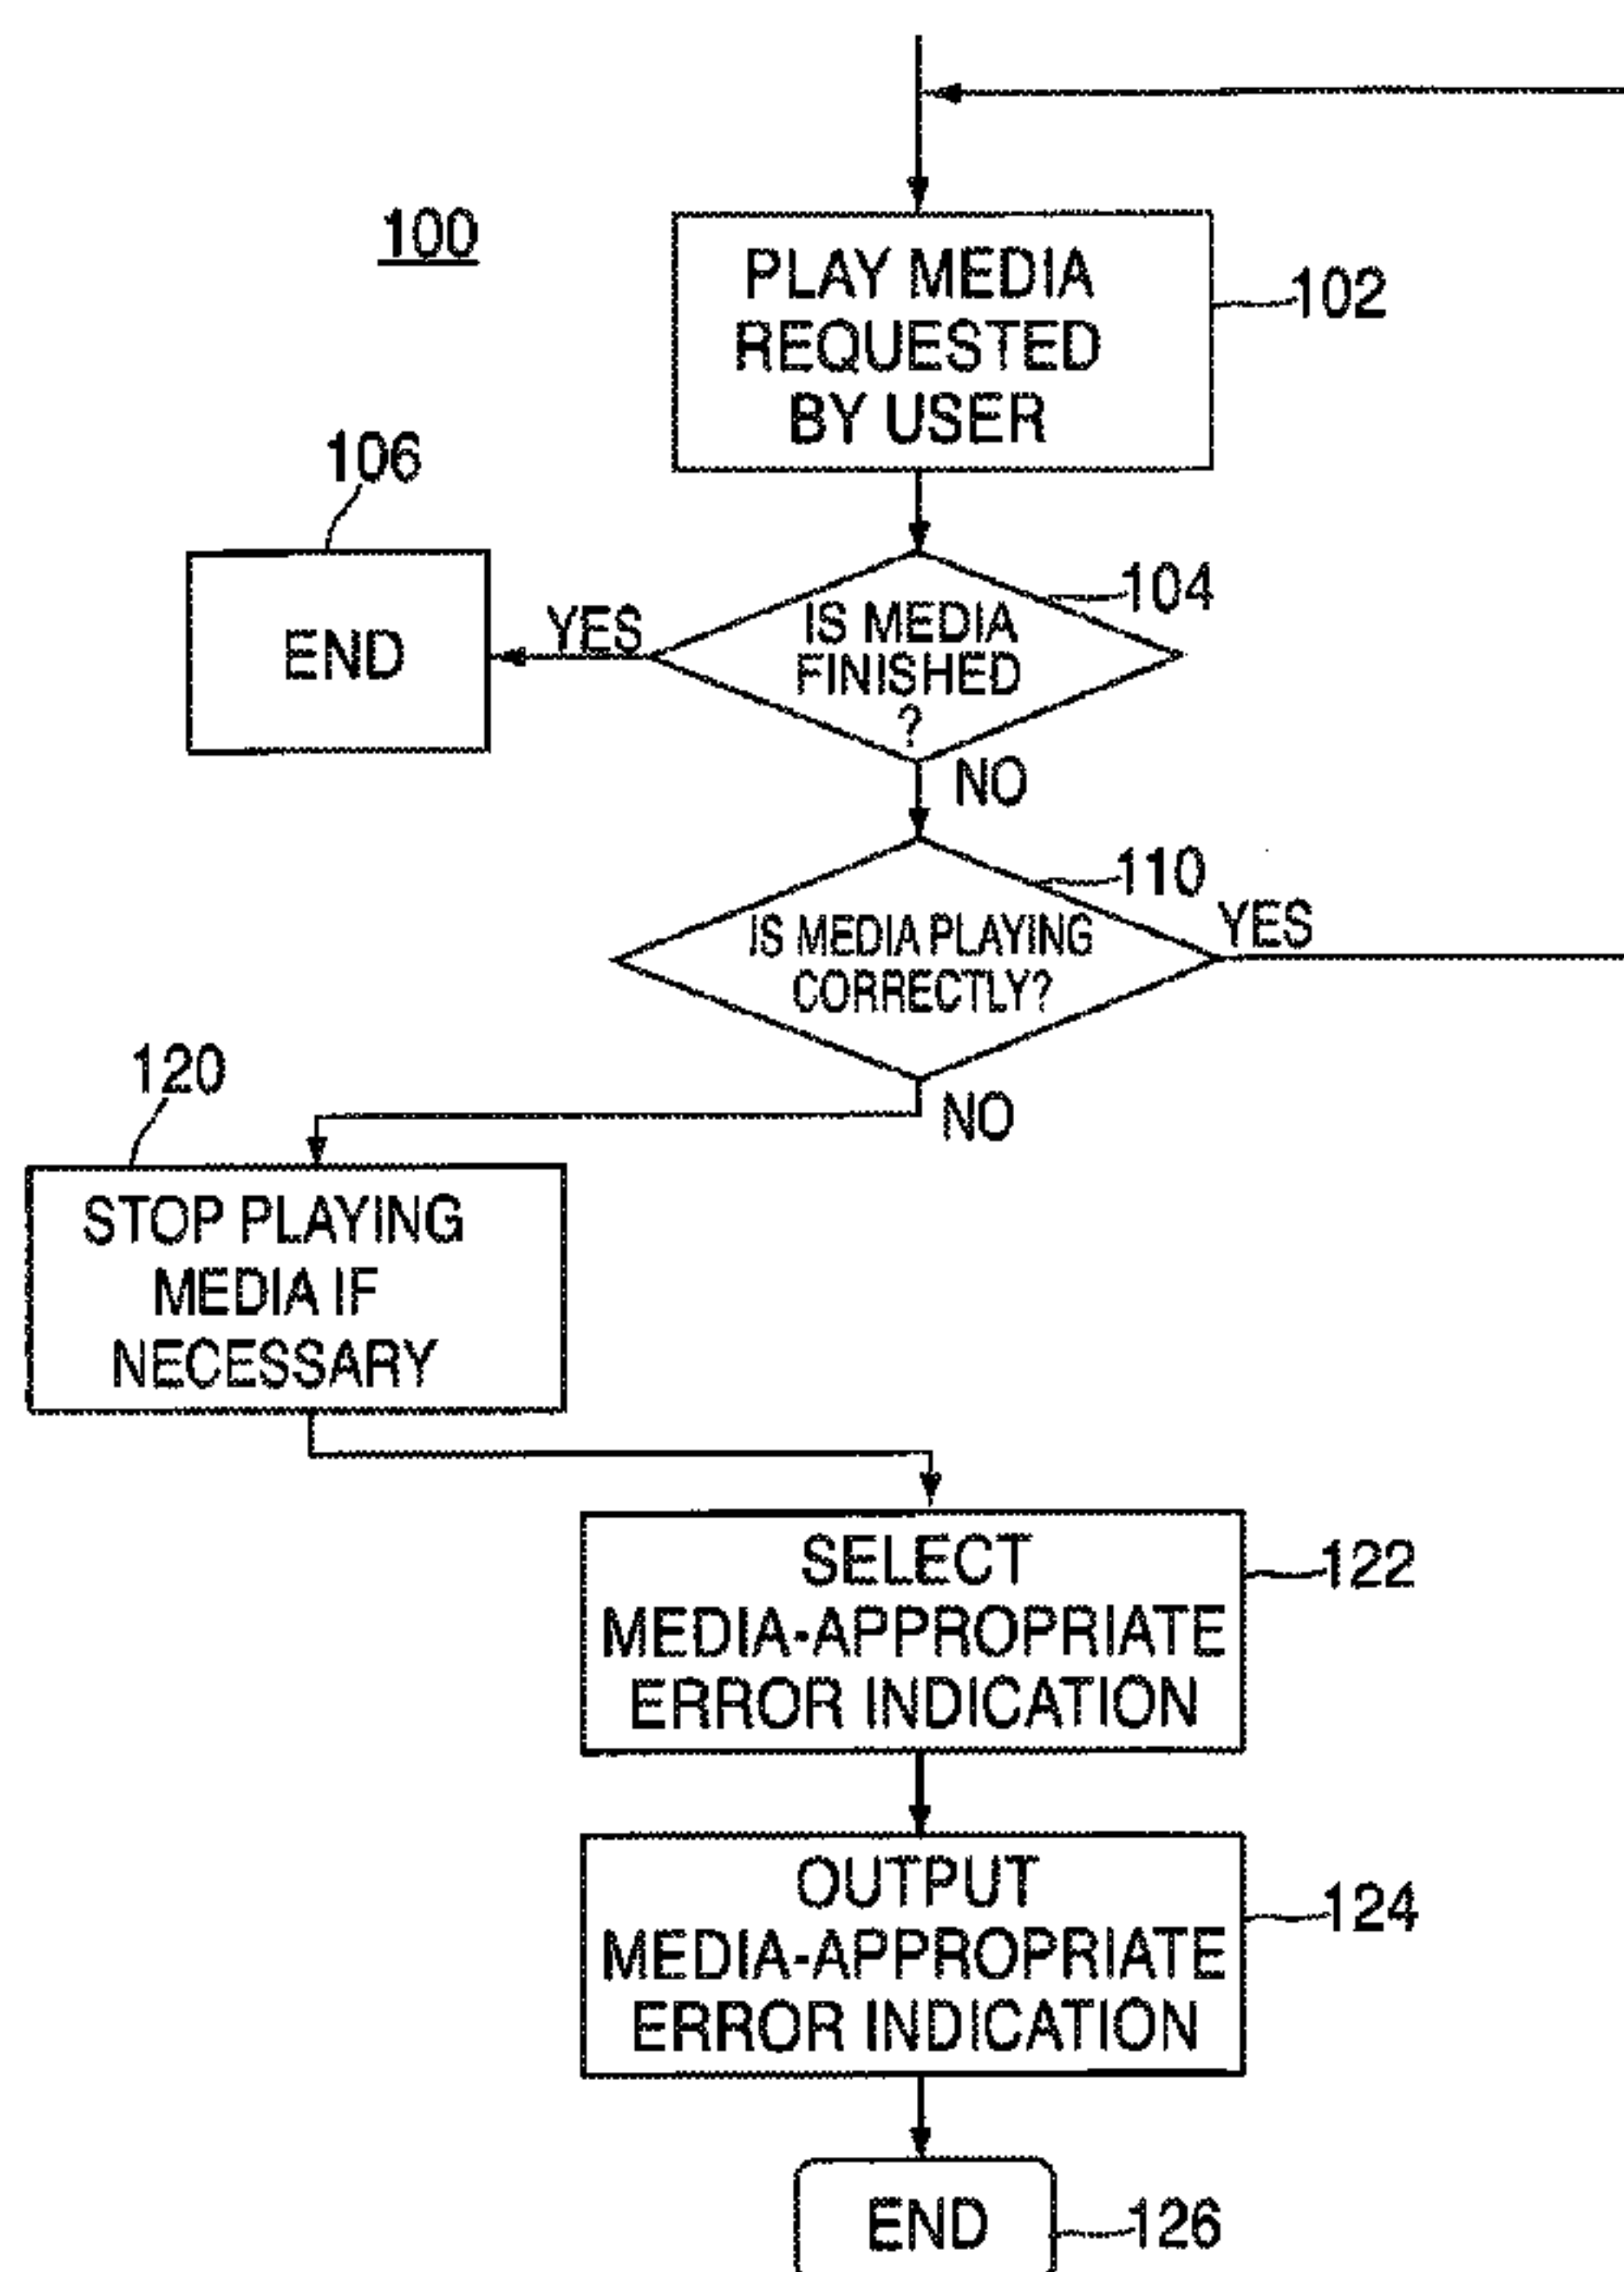 100
PLAY MEDIA
REQUESTED
BY USER
102
106
END
YES
IS MEDIA
FINISHED
?
104
NO
110
IS MEDIA PLAYING
CORRECTLY?
YES
NO
120
STOP PLAYING
MEDIA IF
NECESSARY
SELECT
MEDIA-APPROPRIATE
ERROR INDICATION
122
OUTPUT
MEDIA-APPROPRIATE
ERROR INDICATION
124
END
126